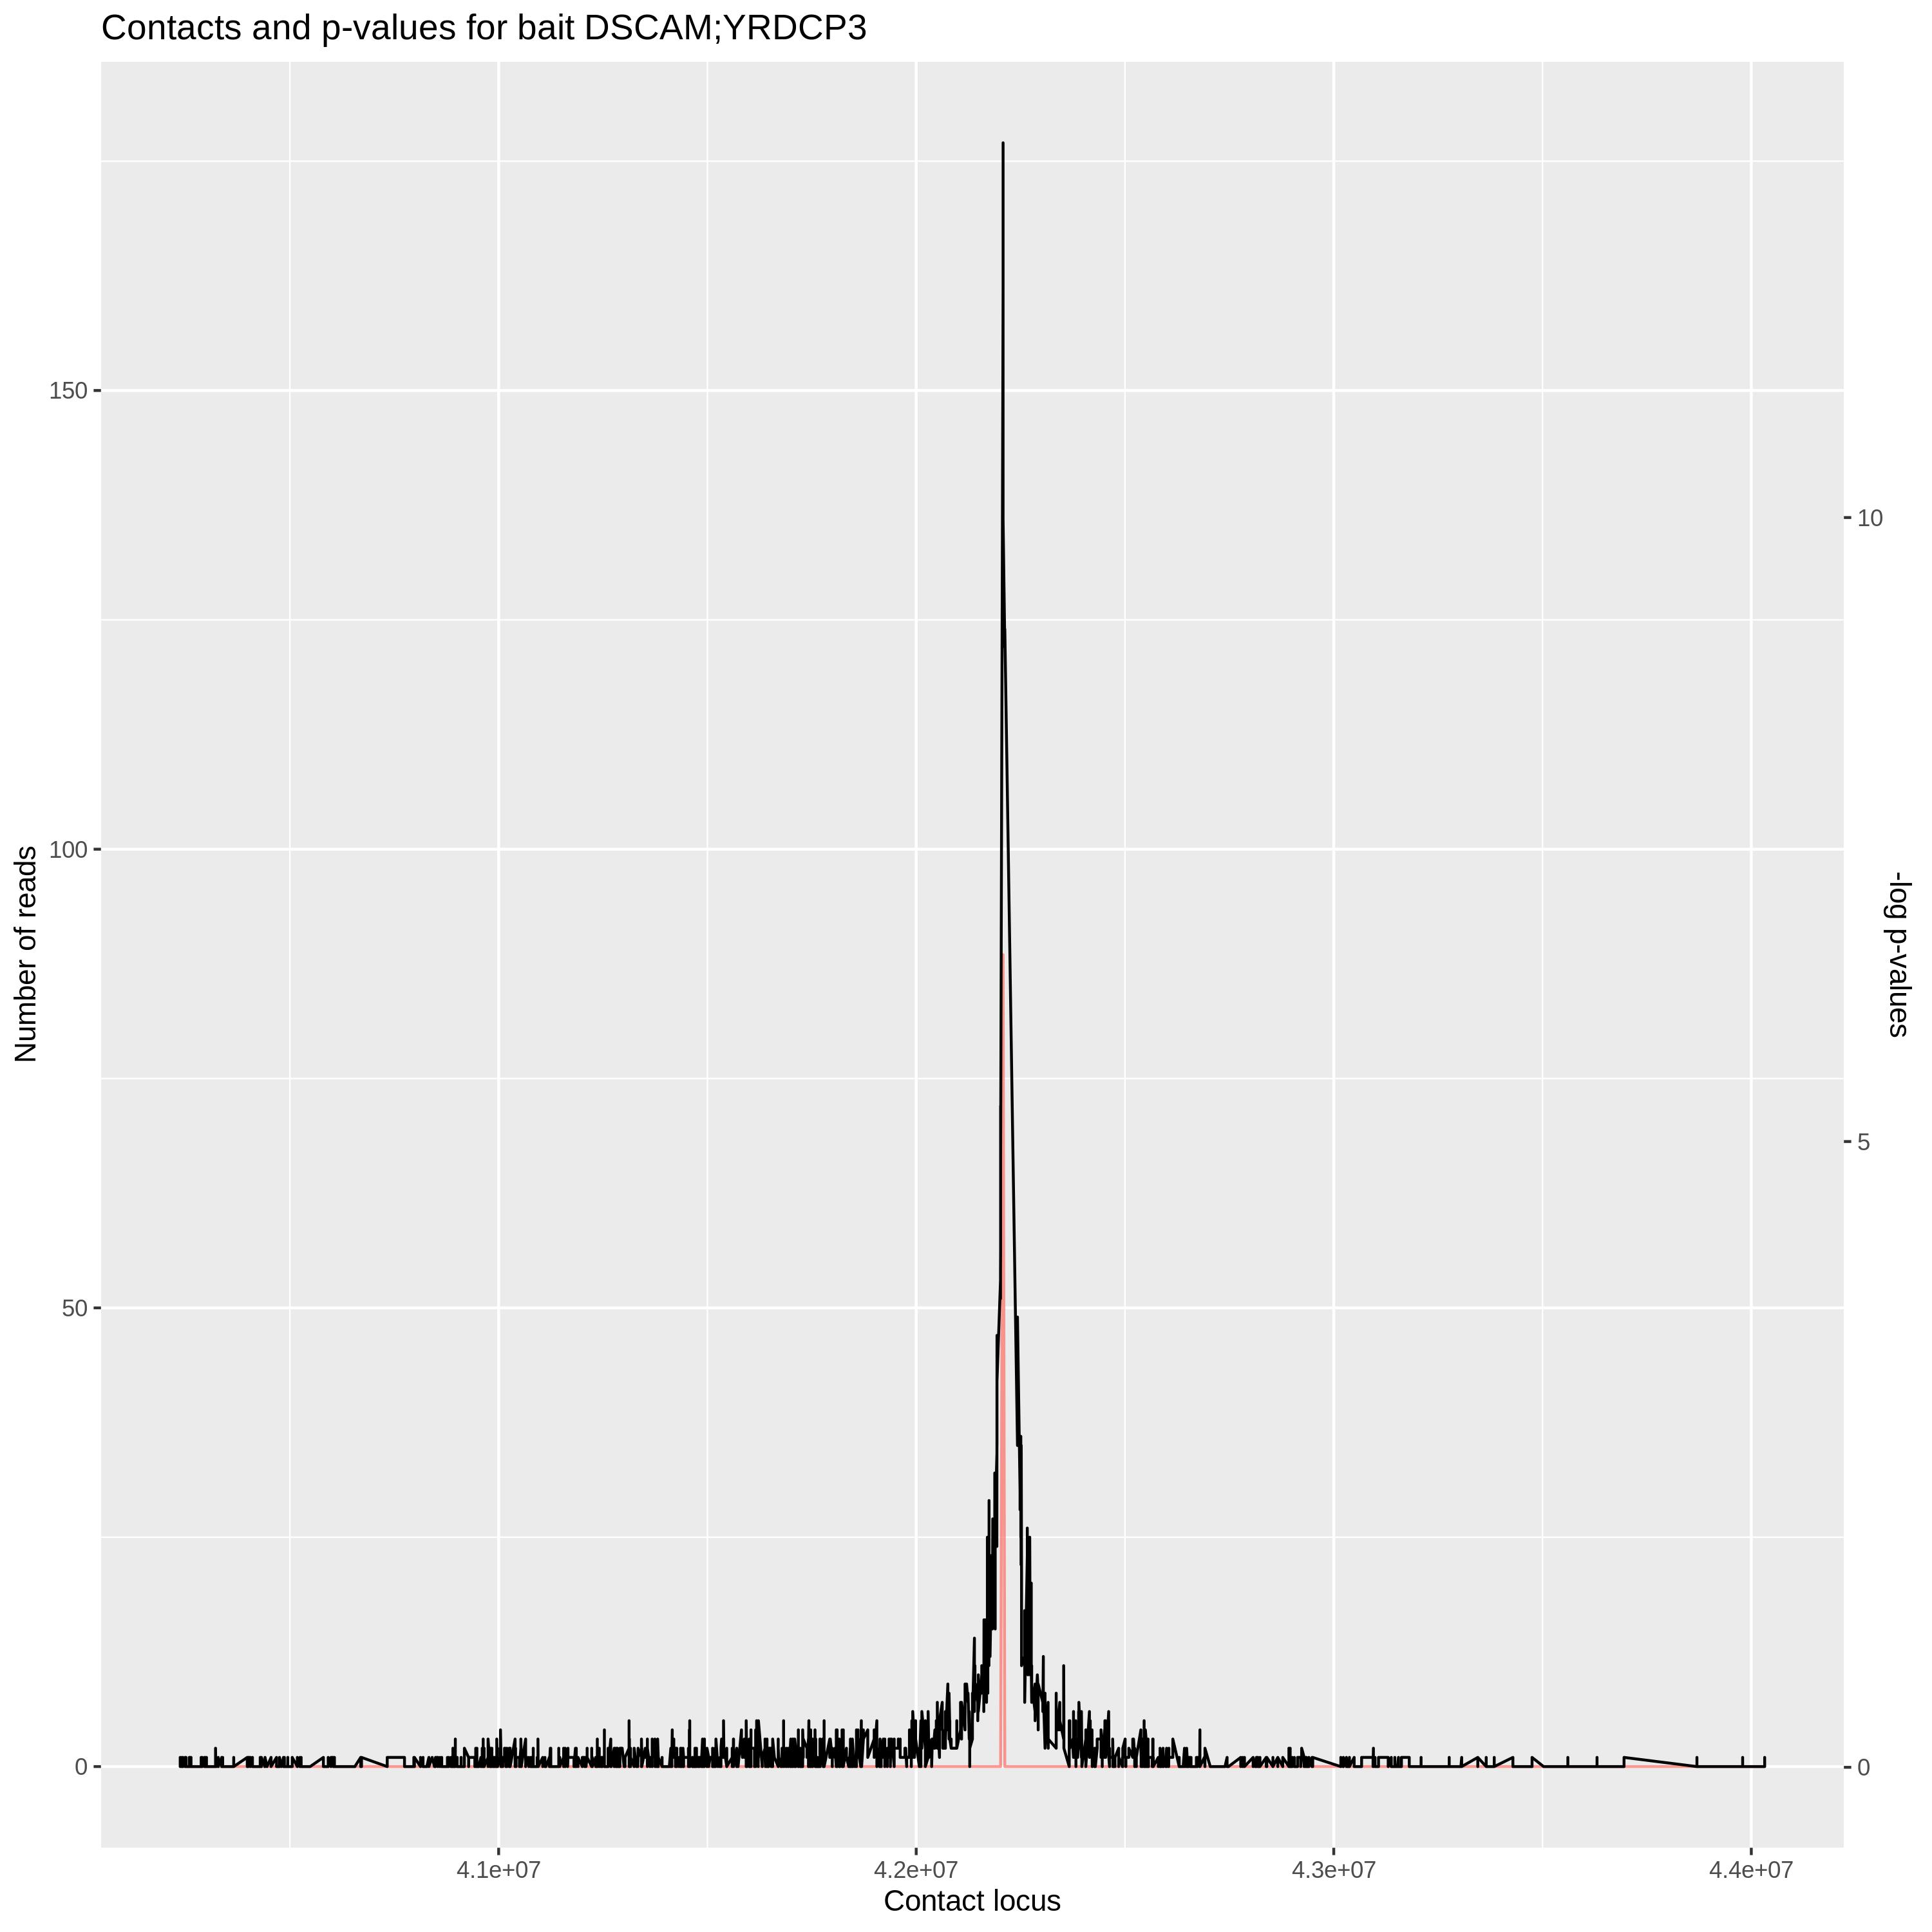 Contacts and p-values for bait DSCAM;YRDCP3
Number of reads
150
100
50
0
10
5
0
-log p-values
4.1e+07
4.2e+07
4.3e+07
4.4e+07
Contact locus